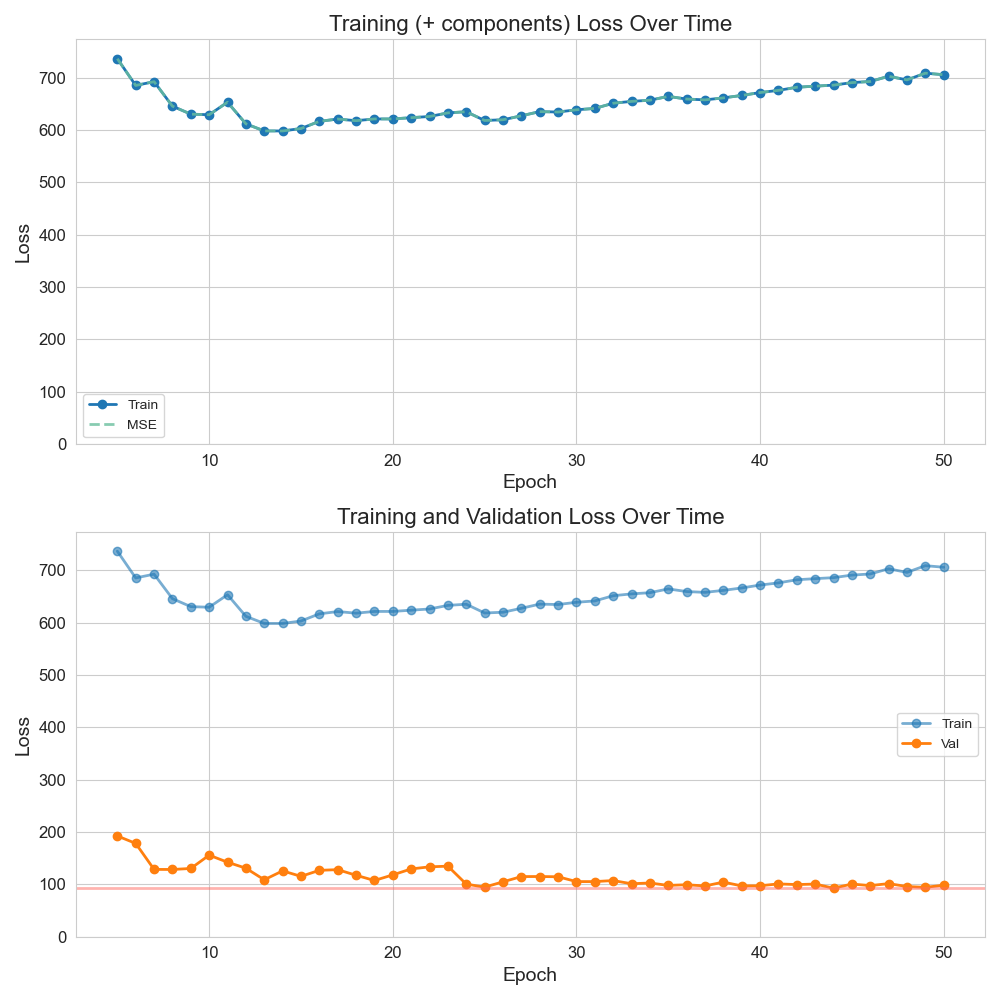 Training (+ components) Loss Over Time
Loss
700
600
500
400
300
200
100
0
Train
MSE
10 20 30 40 50
Epoch
Training and Validation Loss Over Time
Loss
700
600
500
400
300
200
100
0
Train
Val
10 20 30 40 50
Epoch